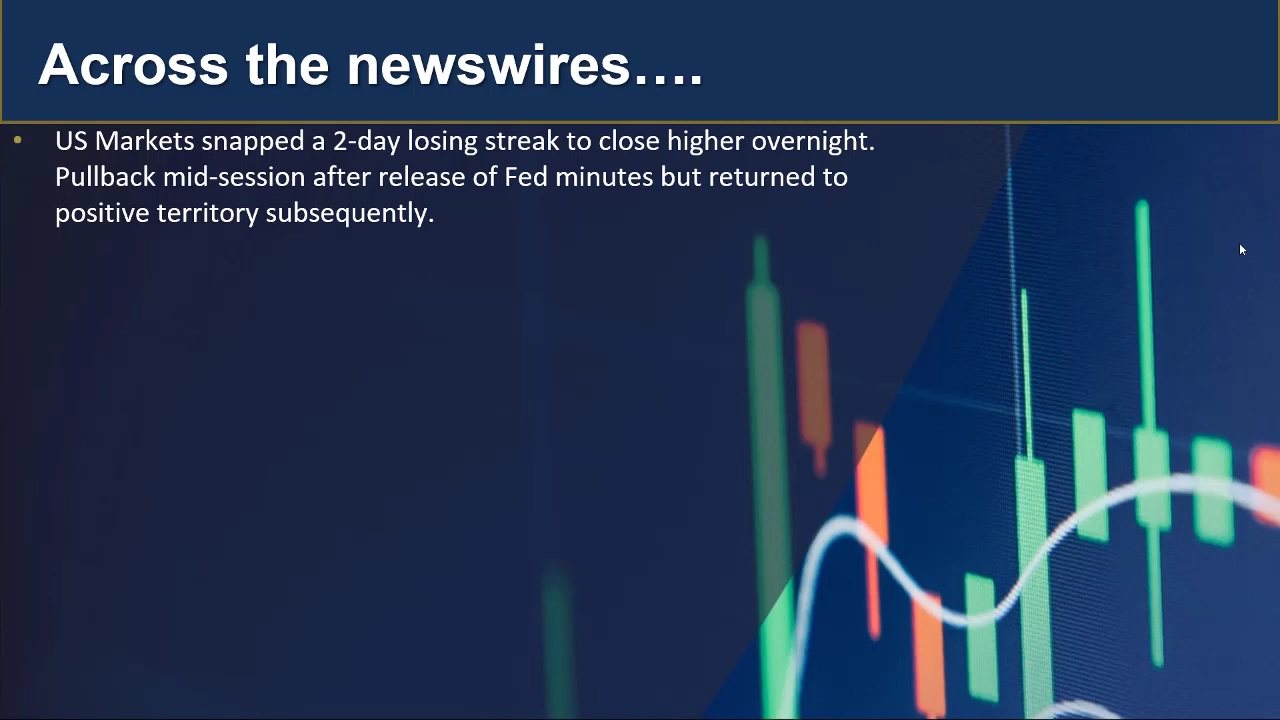 Across the newswires….
• US Markets snapped a 2-day losing streak to close higher overnight.
Pullback mid-session after release of Fed minutes but returned to
positive territory subsequently.